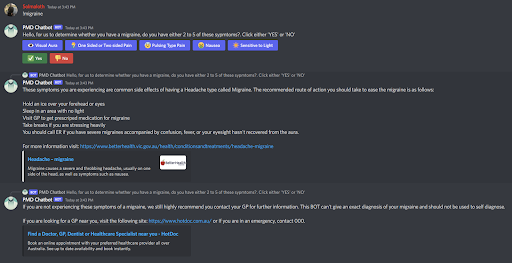 Salmalota Today at 3:43 PM
!migraine
PMD Chatbot BOT Today at 3:43 PM
Hello, for us to determine whether you have a migraine, do you have either 2 to 5 of these sypmtoms?. Click either 'YES' or 'NO'
Visual Aura One Sided or Two sided Pain Pulsing Type Pain Nausea Sensitive to Light
Yes No
BOT PMD Chatbot Hello, for us to determine whether you have a migraine, do you have either 2 to 5 of these sypmtoms?. Click either 'YES' or 'NO'
PMD Chatbot BOT Today at 3:43 PM
These symptoms you are experiencing are common side effects of having a Headache type called Migraine. The recommended route of action you should take to ease the migraine is as follows:
Hold an ice over your forehead or eyes
Sleep in an area with no light
Visit GP to get prescriped medication for migraine
Take breaks if you are stressing heavily
You should call ER if you have severe migraines accompanied by confusion, fever, or your eyesight hasn't recovered from the aura.
For more information visit: https://www.betterhealth.vic.gov.au/health/conditionsandtreatments/headache-migraine
Headache - migraine
Migraine causes a severe and throbbing headache, usually on
one side of the head, as well as symptoms such as nausea.
BOT PMD Chatbot Hello, for us to determine whether you have a migraine, do you have either 2 to 5 of these sypmtoms?. Click either 'YES' or 'NO'
PMD Chatbot BOT Today at 3:43 PM
If you are not experiencing these symptoms of a migraine, we still highly recommend you contact your GP for further information. This BOT can't give an exact diagnosis of your migraine and should not be used to self diagnose.
If you are looking for a GP near you, visit the following site: https://www.hotdoc.com.au/ or if you are in an emergency, contact 000.
Find a Doctor, GP, Dentist or Healthcare Specialist near you - HotDoc
Book an online appointment with your preferred healthcare provider all over
Australia. See up to date availability and book instantly.